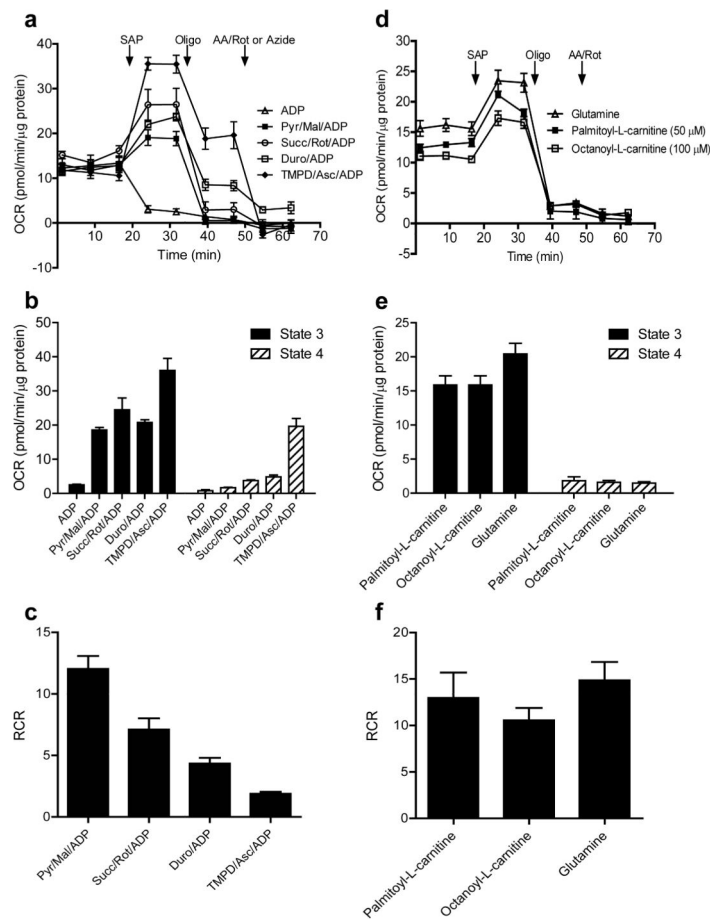 a
SAP
Oligo
AA/Rot or Azide
OCR (pmol/min/μg protein)
40
30
20
10
0
-10
10
20
30
40
50
60
70
Time (min)
ADP
Pyr/Mal/ADP
Succ/Rot/ADP
Duro/ADP
TMPD/Asc/ADP
d
SAP
Oligo
AA/Rot
OCR (pmol/min/μg protein)
30
25
20
15
10
5
0
-5
10
20
30
40
50
60
70
Time (min)
Glutamine
Palmitoyl-L-carnitine (50 μM)
Octanoyl-L-carnitine (100 μM)
b
OCR (pmol/min/μg protein)
50
40
30
20
10
0
State 3
State 4
ADP
Pyr/Mal/ADP
Succ/Rot/ADP
Duro/ADP
TMPD/Asc/ADP
ADP
Pyr/Mal/ADP
Succ/Rot/ADP
Duro/ADP
TMPD/Asc/ADP
e
OCR (pmol/min/μg protein)
30
25
20
15
10
5
0
State 3
State 4
Palmitoyl-L-carnitine
Octanoyl-L-carnitine
Glutamine
Palmitoyl-L-carnitine
Octanoyl-L-carnitine
Glutamine
c
RCR
15
10
5
0
Pyr/Mal/ADP
Succ/Rot/ADP
Duro/ADP
TMPD/Asc/ADP
f
RCR
20
15
10
5
0
Palmitoyl-L-carnitine
Octanoyl-L-carnitine
Glutamine